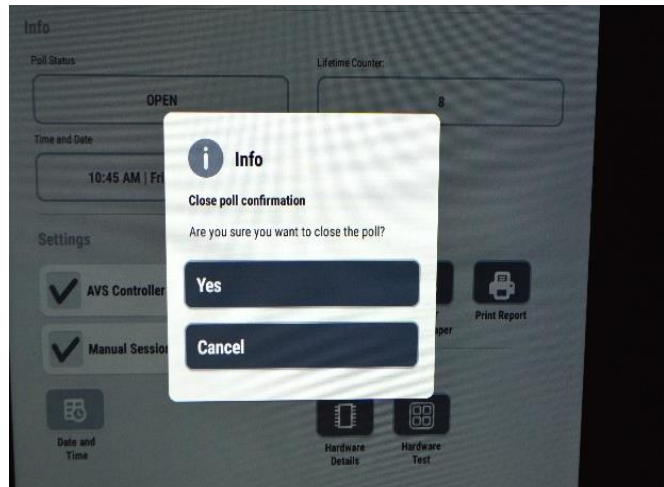 Info
Poll Status
Lifetime Counter:
OPEN
8
Time and Date
10:45 AM | Fri
Info
Close poll confirmation
Are you sure you want to close the poll?
Yes
Cancel
Settings
AVS Controller
Manual Session
Print Report
Date and
Time
Hardware
Details
Hardware
Test